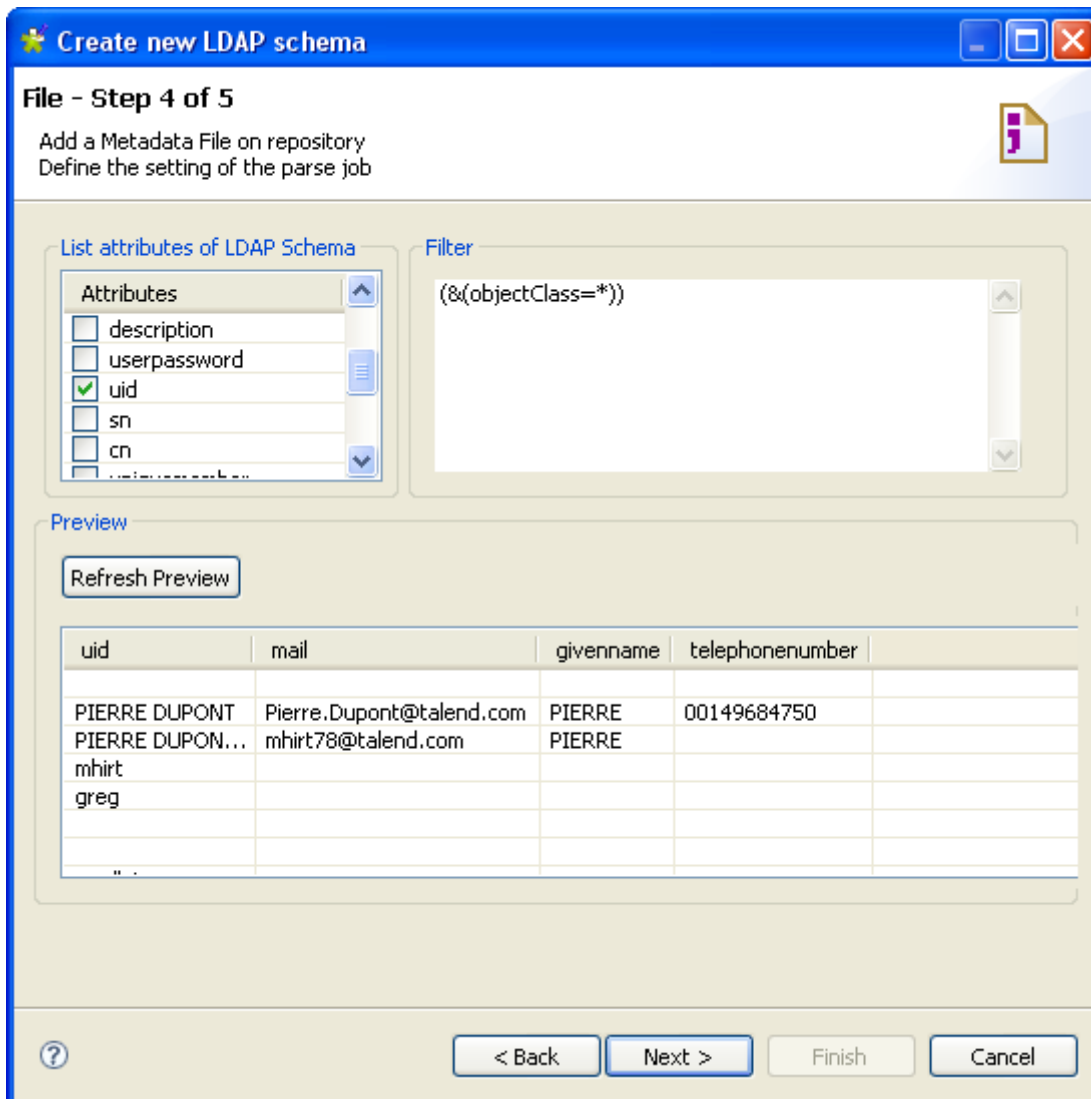 Create new LDAP schema
File - Step 4 of 5
Add a Metadata File on repository
Define the setting of the parse job
List attributes of LDAP Schema
Attributes
description
userpassword
uid
sn
cn
Filter
(&(objectClass=*))
Preview
Refresh Preview
uid mail givenname telephonenumber
PIERRE DUPONT Pierre.Dupont@talend.com PIERRE 00149684750
PIERRE DUPON... mhirt78@talend.com PIERRE
mhirt
greg
< Back Next > Finish Cancel